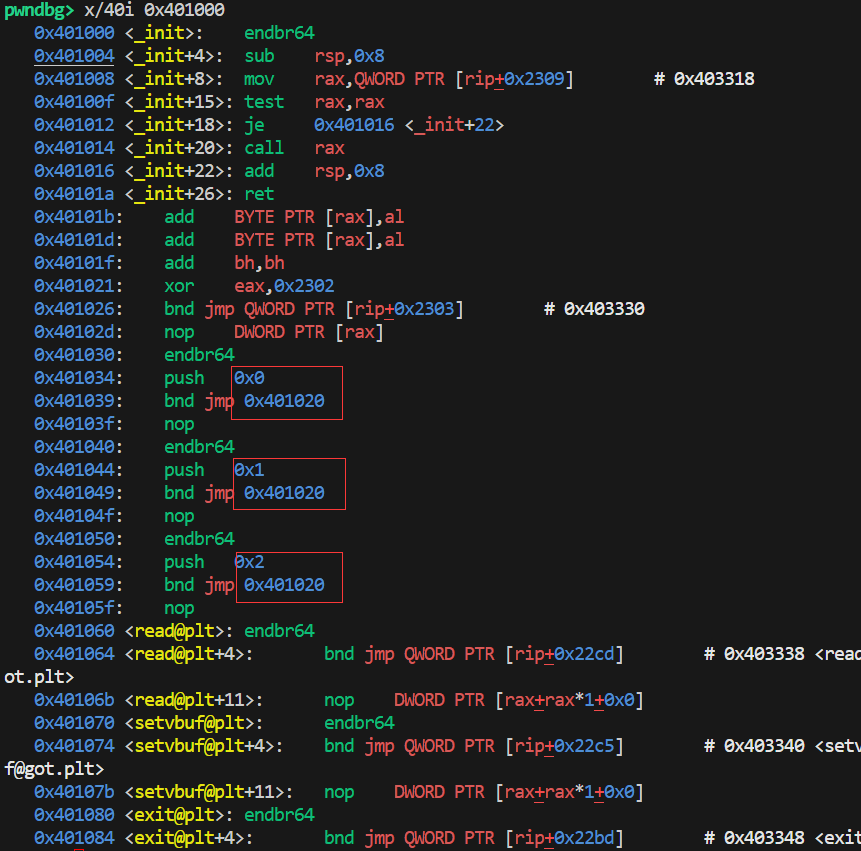 pwndbg> x/40i 0x401000
0x401000 <_init>: endbr64
0x401004 <_init+4>: sub rsp,0x8
0x401008 <_init+8>: mov rax,QWORD PTR [rip+0x2309] # 0x403318
0x40100f <_init+15>: test rax,rax
0x401012 <_init+18>: je 0x401016 <_init+22>
0x401014 <_init+20>: call rax
0x401016 <_init+22>: add rsp,0x8
0x40101a <_init+26>: ret
0x40101b: add BYTE PTR [rax],al
0x40101d: add BYTE PTR [rax],al
0x40101f: add bh,bh
0x401021: xor eax,0x2302
0x401026: bnd jmp QWORD PTR [rip+0x2303] # 0x403330
0x40102d: nop DWORD PTR [rax]
0x401030: endbr64
0x401034: push 0x0
0x401039: bnd jmp 0x401020
0x40103f: nop
0x401040: endbr64
0x401044: push 0x1
0x401049: bnd jmp 0x401020
0x40104f: nop
0x401050: endbr64
0x401054: push 0x2
0x401059: bnd jmp 0x401020
0x40105f: nop
0x401060 <read@plt>: endbr64
0x401064 <read@plt+4>: bnd jmp QWORD PTR [rip+0x22cd] # 0x403338 <read
ot.plt>
0x40106b <read@plt+11>: nop DWORD PTR [rax+rax*1+0x0]
0x401070 <setvbuf@plt>: endbr64
0x401074 <setvbuf@plt+4>: bnd jmp QWORD PTR [rip+0x22c5] # 0x403340 <setv
f@got.plt>
0x40107b <setvbuf@plt+11>: nop DWORD PTR [rax+rax*1+0x0]
0x401080 <exit@plt>: endbr64
0x401084 <exit@plt+4>: bnd jmp QWORD PTR [rip+0x22bd] # 0x403348 <exit